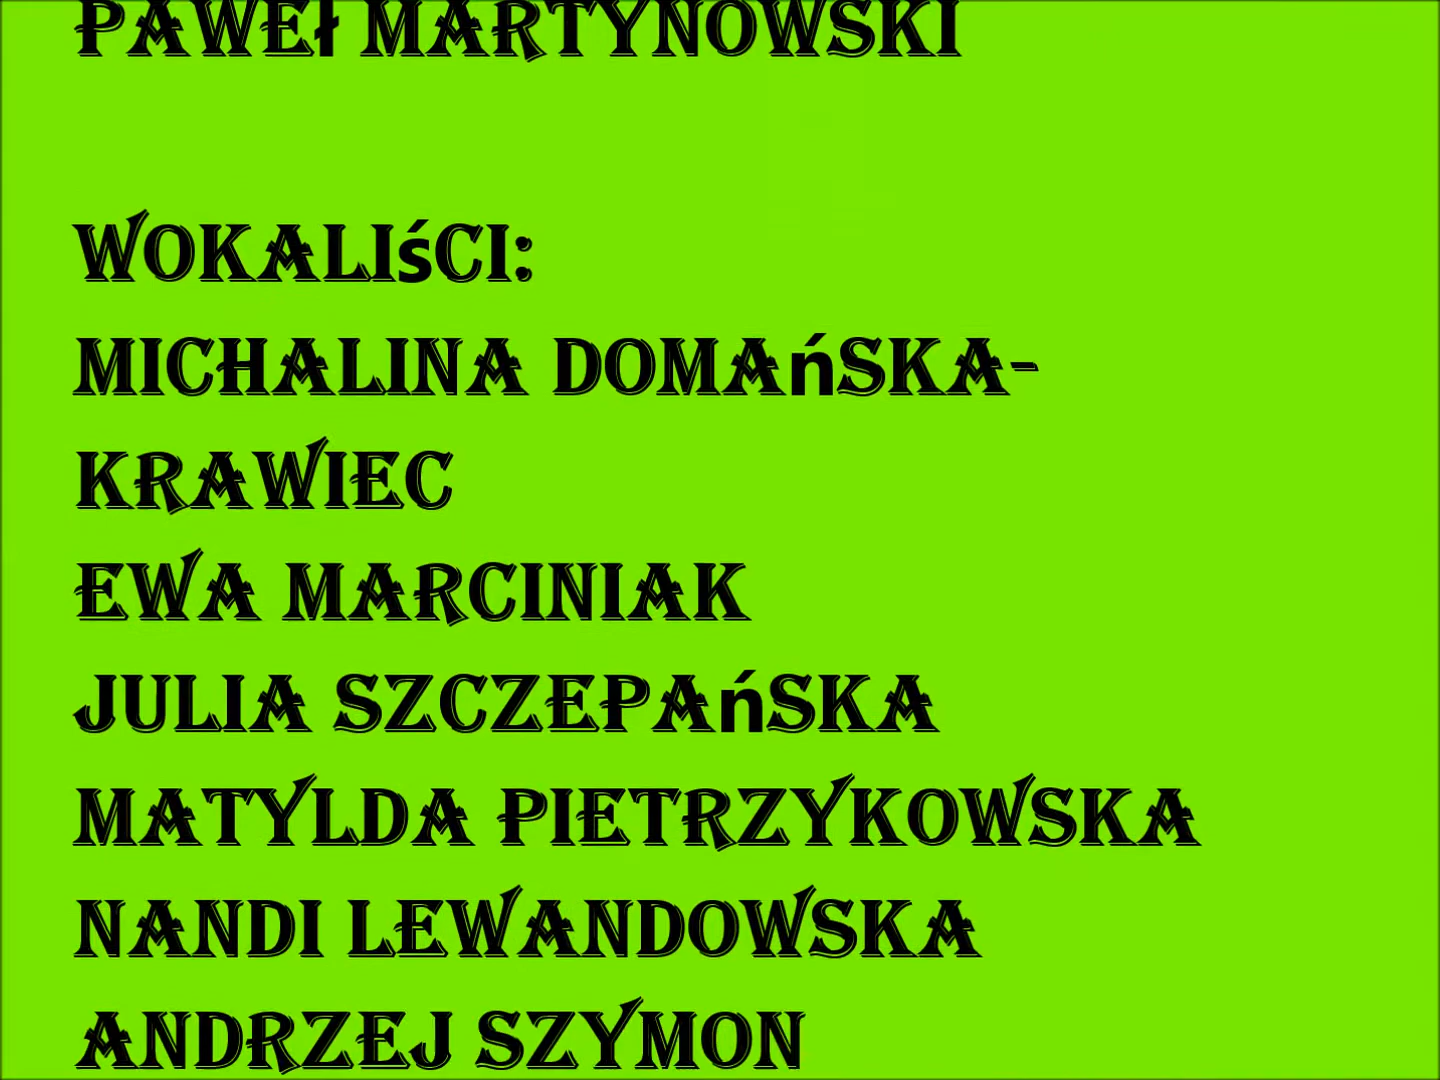 PAWEł MARTYNOWSKI
WOKALIśCI:
MICHALINA DOMAńSKA-
KRAWIEC
EWA MARCINIAK
JULIA SZCZEPAńSKA
MATYLDA PIETRZYKOWSKA
NANDI LEWANDOWSKA
ANDRZEJ SZYMON